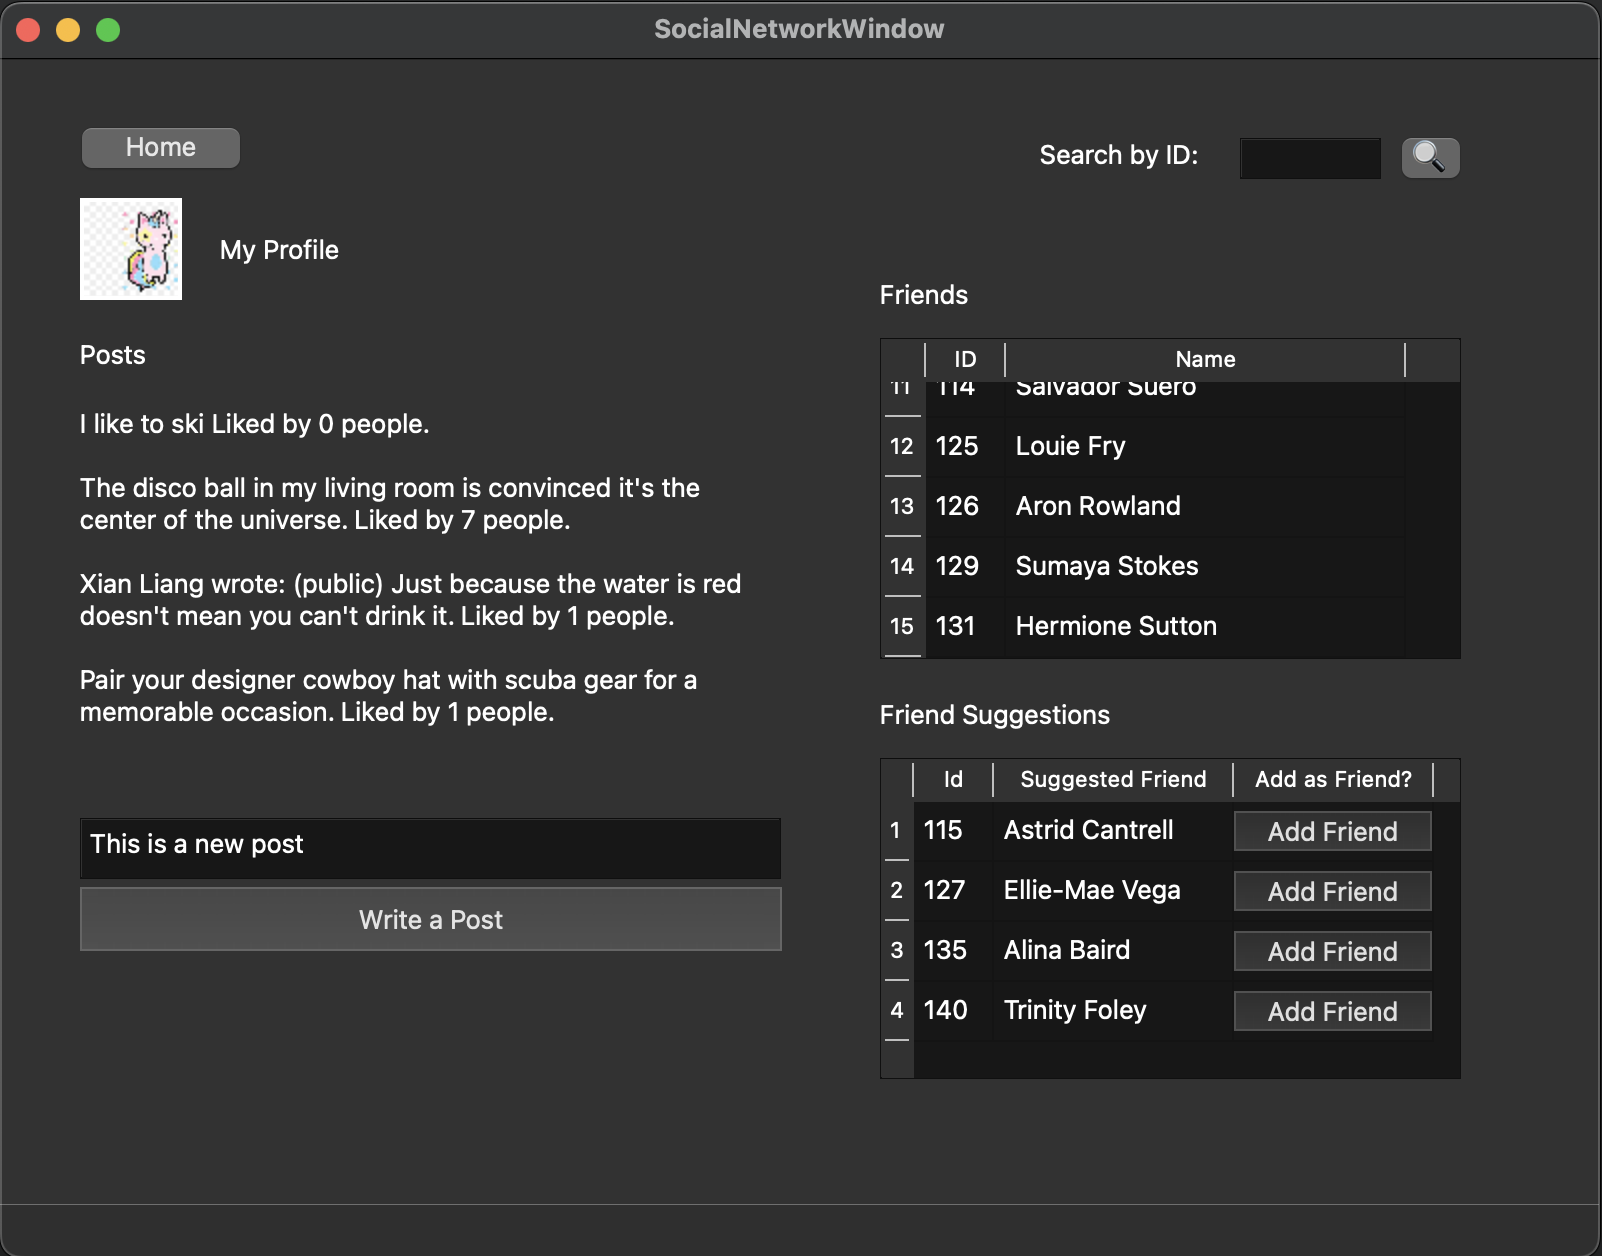 SocialNetworkWindow
Home
Search by ID:
My Profile
Posts
I like to ski Liked by 0 people.
The disco ball in my living room is convinced it's the
center of the universe. Liked by 7 people.
Xian Liang wrote: (public) Just because the water is red
doesn't mean you can't drink it. Liked by 1 people.
Pair your designer cowboy hat with scuba gear for a
memorable occasion. Liked by 1 people.
This is a new post
Write a Post
Friends
ID Name
11 114 Salvador Suero
12 125 Louie Fry
13 126 Aron Rowland
14 129 Sumaya Stokes
15 131 Hermione Sutton
Friend Suggestions
Id Suggested Friend Add as Friend?
1 115 Astrid Cantrell Add Friend
2 127 Ellie-Mae Vega Add Friend
3 135 Alina Baird Add Friend
4 140 Trinity Foley Add Friend